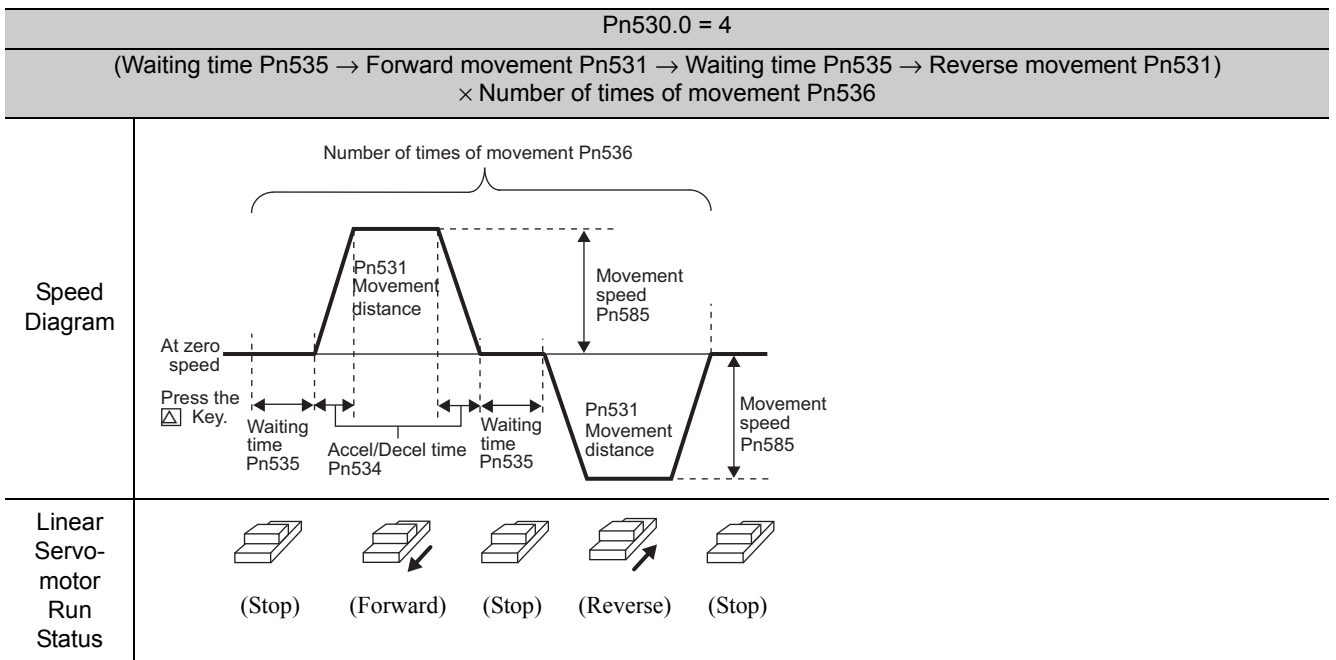 Pn530.0 = 4
(Waiting time Pn535 → Forward movement Pn531 → Waiting time Pn535 → Reverse movement Pn531)
× Number of times of movement Pn536
Speed
Diagram
Number of times of movement Pn536
Pn531
Movement
distance
Movement
speed
Pn585
At zero
speed
Press the
△ Key.
Waiting
time
Pn535
Accel/Decel time
Pn534
Waiting
time
Pn535
Pn531
Movement
distance
Movement
speed
Pn585
Linear
Servo-
motor
Run
Status
(Stop) (Forward) (Stop) (Reverse) (Stop)